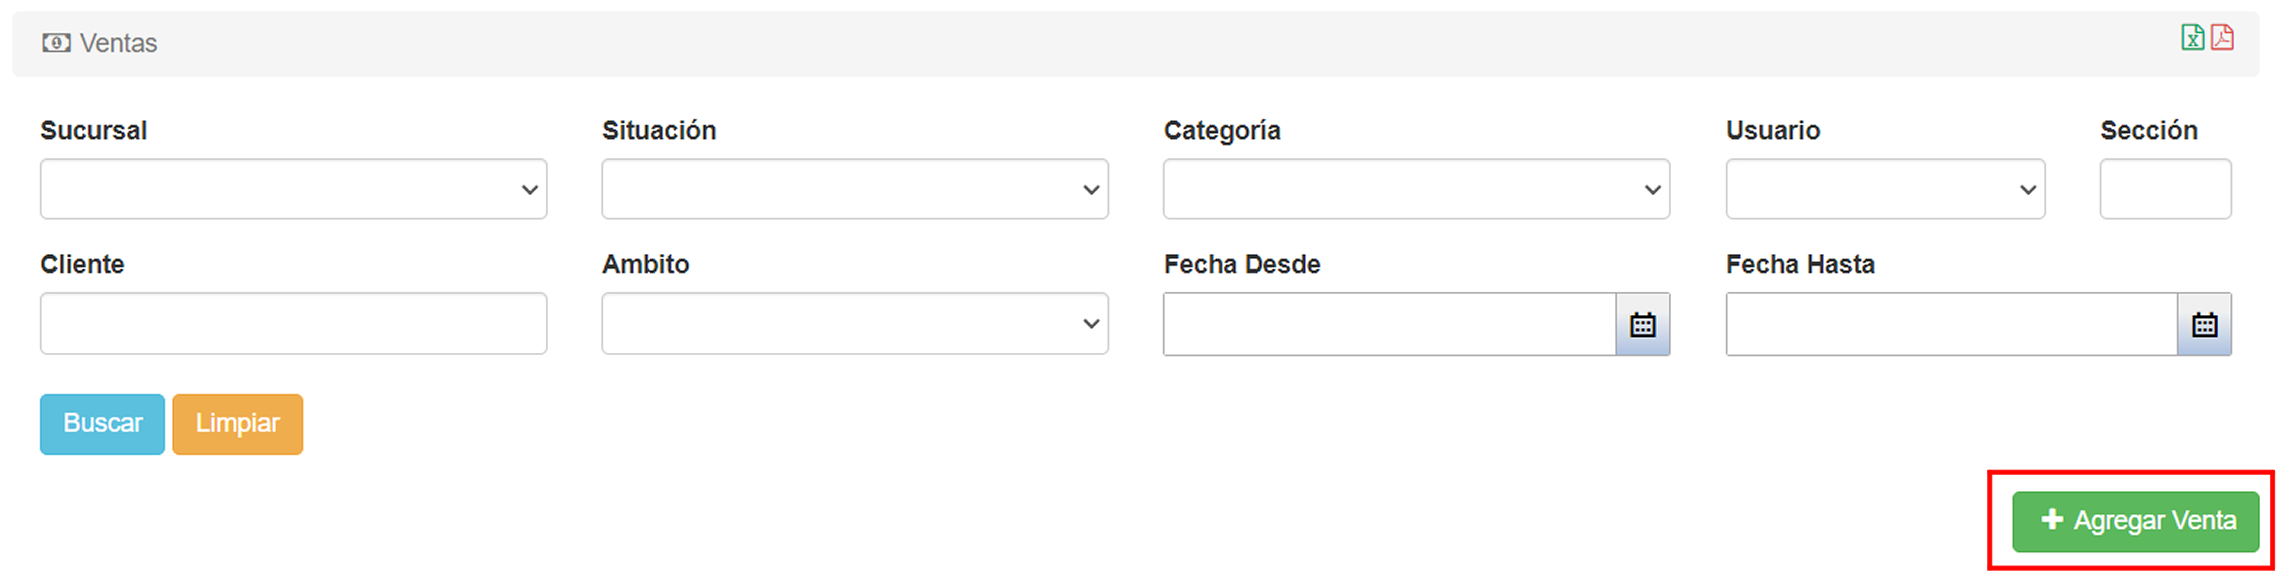 Ventas
Sucursal Situación Categoría Usuario Sección
Cliente Ambito Fecha Desde Fecha Hasta
Buscar Limpiar
Agregar Venta